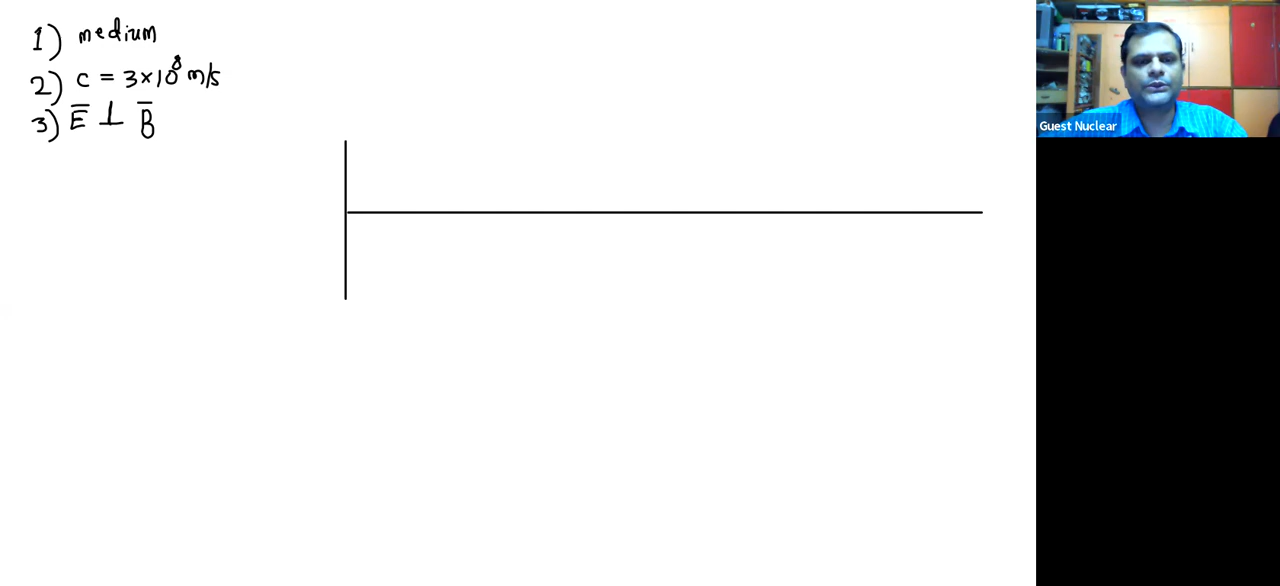 1) medium
2) c = 3×10⁸ m/s
3) E̅ ⊥ B̅
Guest Nuclear